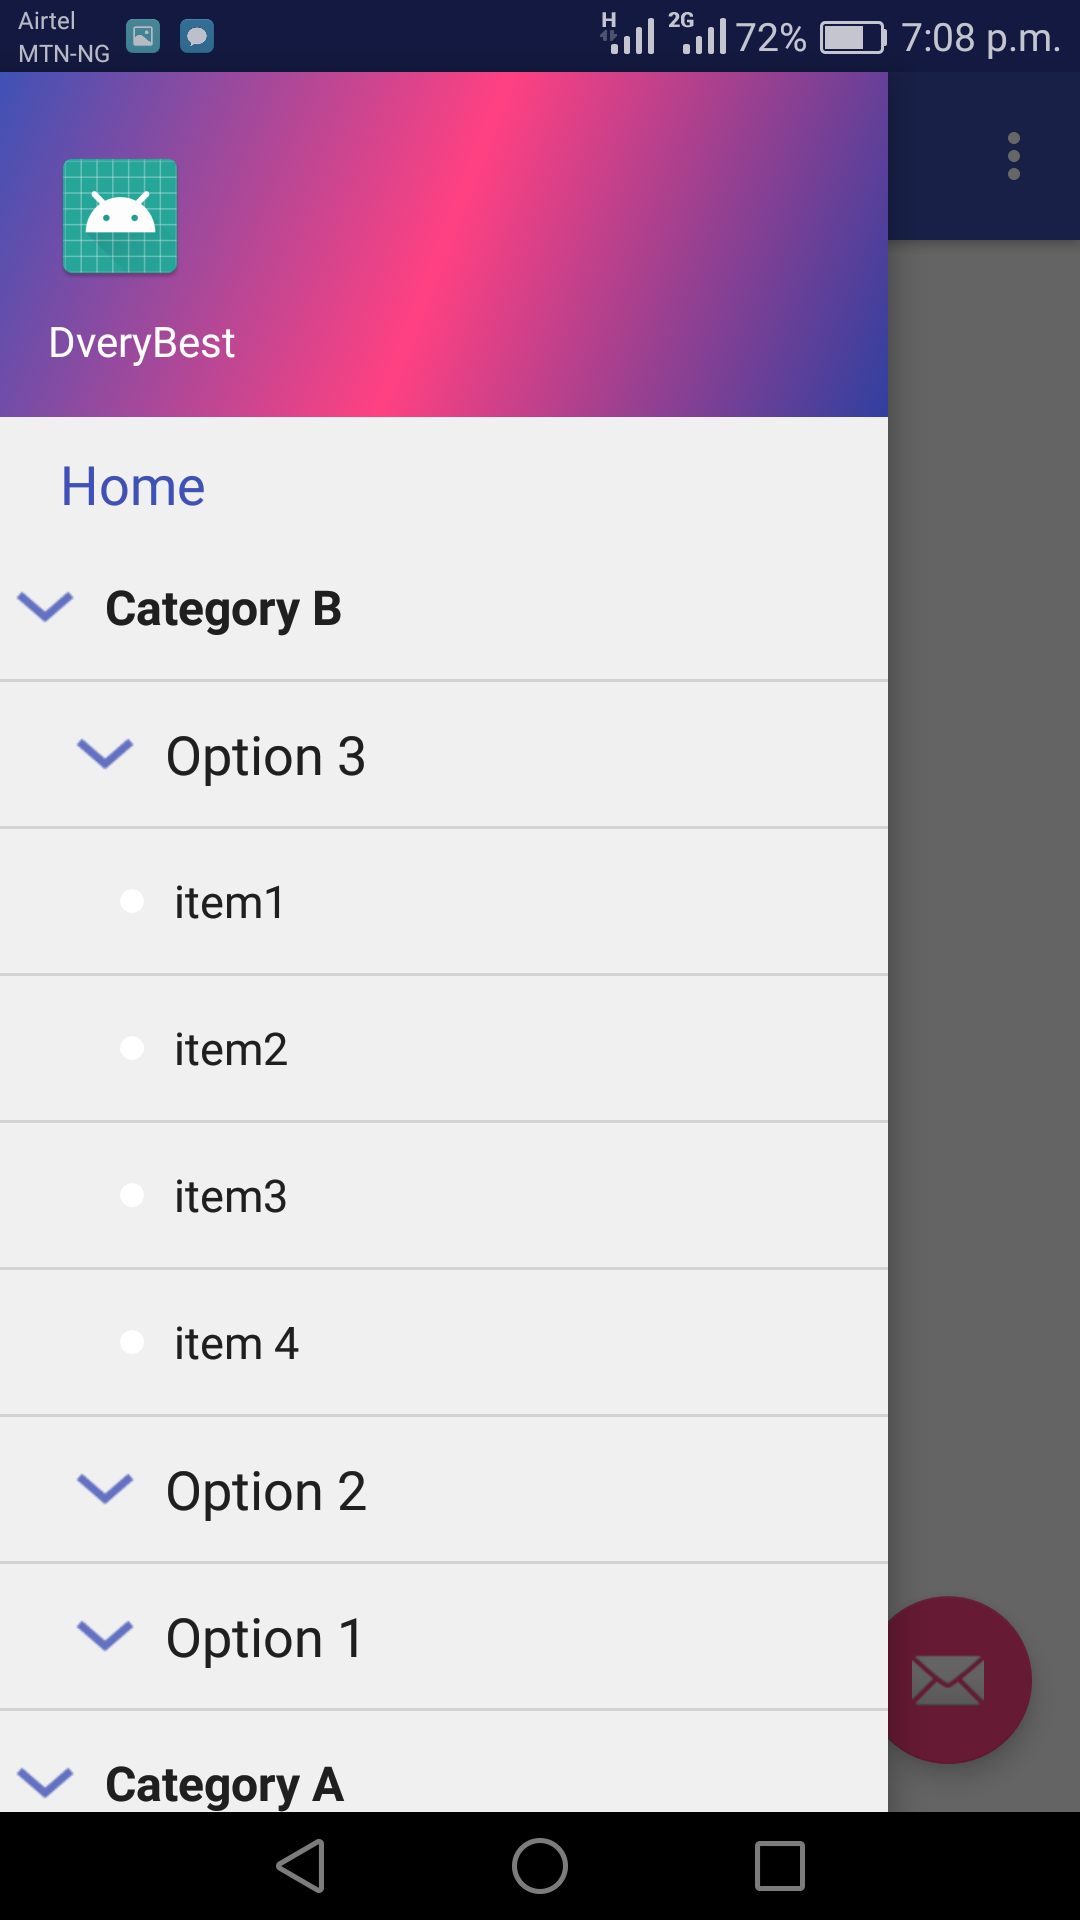 Airtel
MTN-NG
H 2G 72% 7:08 p.m.
DveryBest
Home
Category B
Option 3
item1
item2
item3
item 4
Option 2
Option 1
Category A